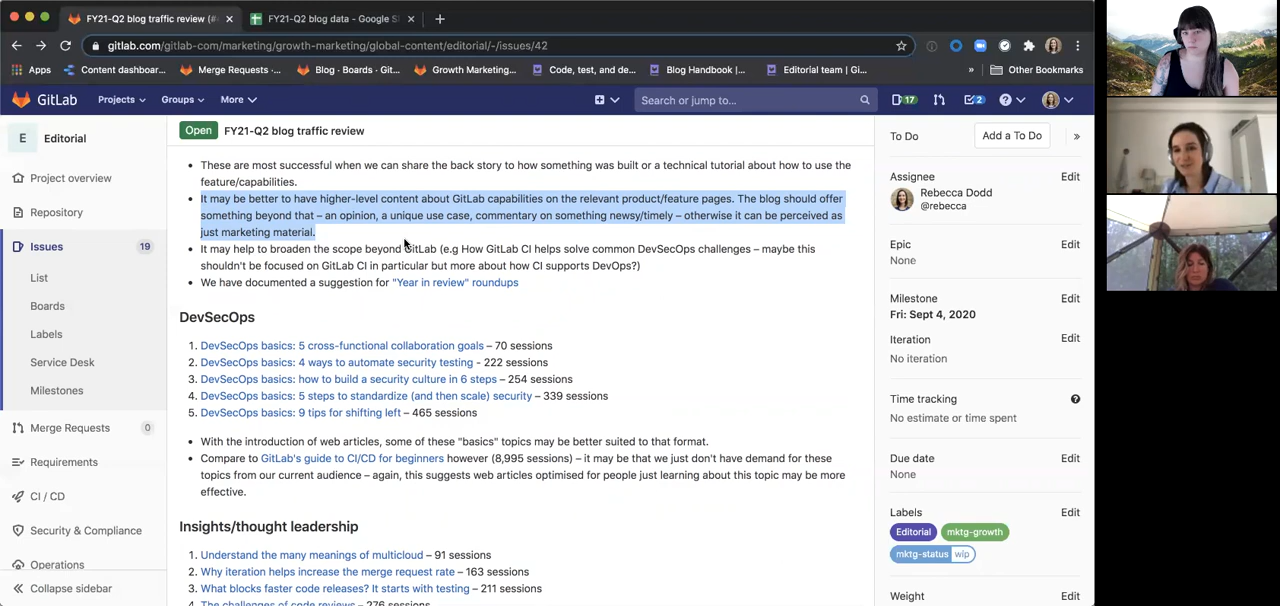 FY21-Q2 blog traffic review (#
FY21-Q2 blog data - Google S
gitlab.com/gitlab-com/marketing/growth-marketing/global-content/editorial/-/issues/42
Apps
Content dashboar...
Merge Requests ·...
Blog · Boards · Git...
Growth Marketing...
Code, test, and de...
Blog Handbook |...
Editorial team | Gi...
»
Other Bookmarks
GitLab
Projects
Groups
More
Search or jump to...
17
2
E
Editorial
Project overview
Repository
Issues
19
List
Boards
Labels
Service Desk
Milestones
Merge Requests
0
Requirements
CI / CD
Security & Compliance
Operations
Collapse sidebar
Open
FY21-Q2 blog traffic review
• These are most successful when we can share the back story to how something was built or a technical tutorial about how to use the
feature/capabilities.
• It may be better to have higher-level content about GitLab capabilities on the relevant product/feature pages. The blog should offer
something beyond that – an opinion, a unique use case, commentary on something newsy/timely – otherwise it can be perceived as
just marketing material.
• It may help to broaden the scope beyond GitLab (e.g How GitLab CI helps solve common DevSecOps challenges – maybe this
shouldn't be focused on GitLab CI in particular but more about how CI supports DevOps?)
• We have documented a suggestion for "Year in review" roundups
DevSecOps
1. DevSecOps basics: 5 cross-functional collaboration goals – 70 sessions
2. DevSecOps basics: 4 ways to automate security testing - 222 sessions
3. DevSecOps basics: how to build a security culture in 6 steps – 254 sessions
4. DevSecOps basics: 5 steps to standardize (and then scale) security – 339 sessions
5. DevSecOps basics: 9 tips for shifting left – 465 sessions
• With the introduction of web articles, some of these "basics" topics may be better suited to that format.
• Compare to GitLab's guide to CI/CD for beginners however (8,995 sessions) – it may be that we just don't have demand for these
topics from our current audience – again, this suggests web articles optimised for people just learning about this topic may be more
effective.
Insights/thought leadership
1. Understand the many meanings of multicloud – 91 sessions
2. Why iteration helps increase the merge request rate – 163 sessions
3. What blocks faster code releases? It starts with testing – 211 sessions
4. The challenges of code reviews – 276 sessions
To Do
Add a To Do
»
Assignee
Edit
Rebecca Dodd
@rebecca
Epic
Edit
None
Milestone
Edit
Fri: Sept 4, 2020
Iteration
Edit
No iteration
Time tracking
No estimate or time spent
Due date
Edit
None
Labels
Edit
Editorial
mktg-growth
mktg-status wip
Weight
Edit